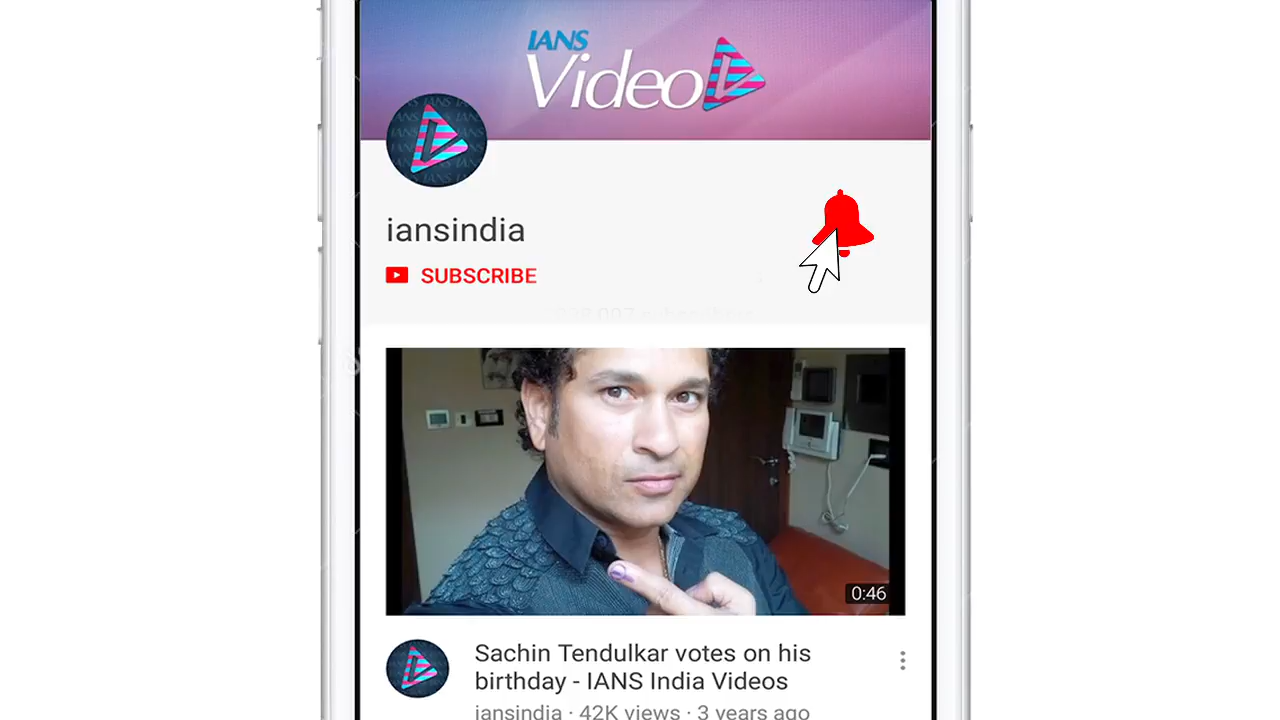 IANS
Video
iansindia
SUBSCRIBE
0:46
Sachin Tendulkar votes on his
birthday - IANS India Videos
iansindia · 42K views · 3 years ago